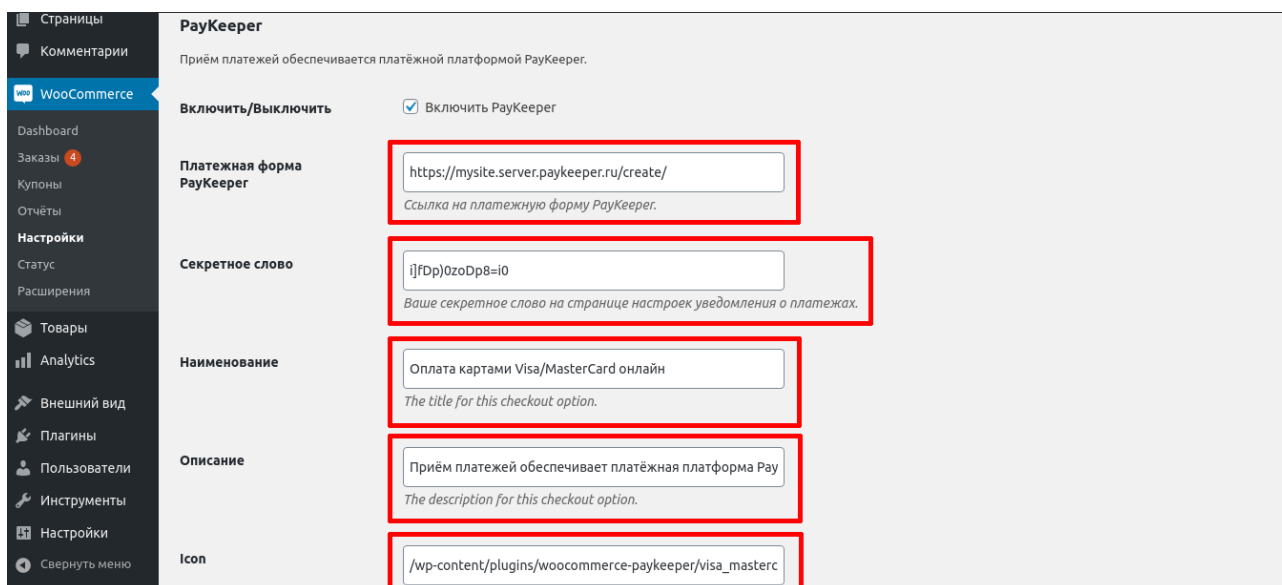 Страницы
Комментарии
WooCommerce
Dashboard
Заказы 4
Купоны
Отчёты
Настройки
Статус
Расширения
Товары
Analytics
Внешний вид
Плагины
Пользователи
Инструменты
Настройки
Свернуть меню
PayKeeper
Приём платежей обеспечивается платёжной платформой PayKeeper.
Включить/Выключить
Включить PayKeeper
Платежная форма
PayKeeper
https://mysite.server.paykeeper.ru/create/
Ссылка на платежную форму PayKeeper.
Секретное слово
i]fDp)0zoDp8=i0
Ваше секретное слово на странице настроек уведомления о платежах.
Наименование
Оплата картами Visa/MasterCard онлайн
The title for this checkout option.
Описание
Приём платежей обеспечивает платёжная платформа Pay
The description for this checkout option.
Icon
/wp-content/plugins/woocommerce-paykeeper/visa_masterc